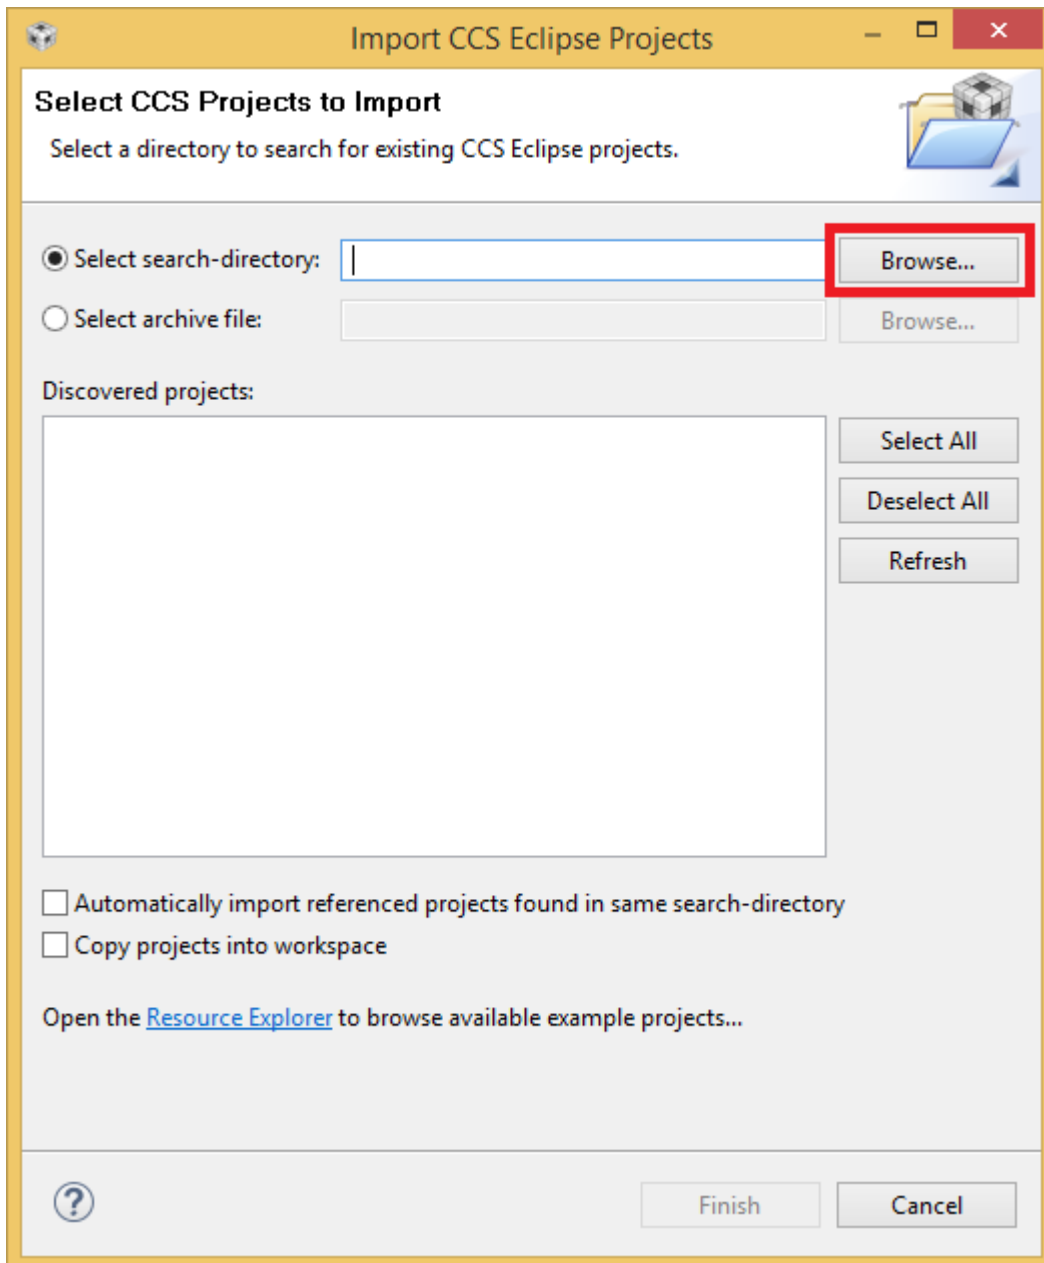 Import CCS Eclipse Projects
Select CCS Projects to Import
Select a directory to search for existing CCS Eclipse projects.
Select search-directory:
Browse...
Select archive file:
Browse...
Discovered projects:
Select All
Deselect All
Refresh
Automatically import referenced projects found in same search-directory
Copy projects into workspace
Open the Resource Explorer to browse available example projects...
?
Finish
Cancel